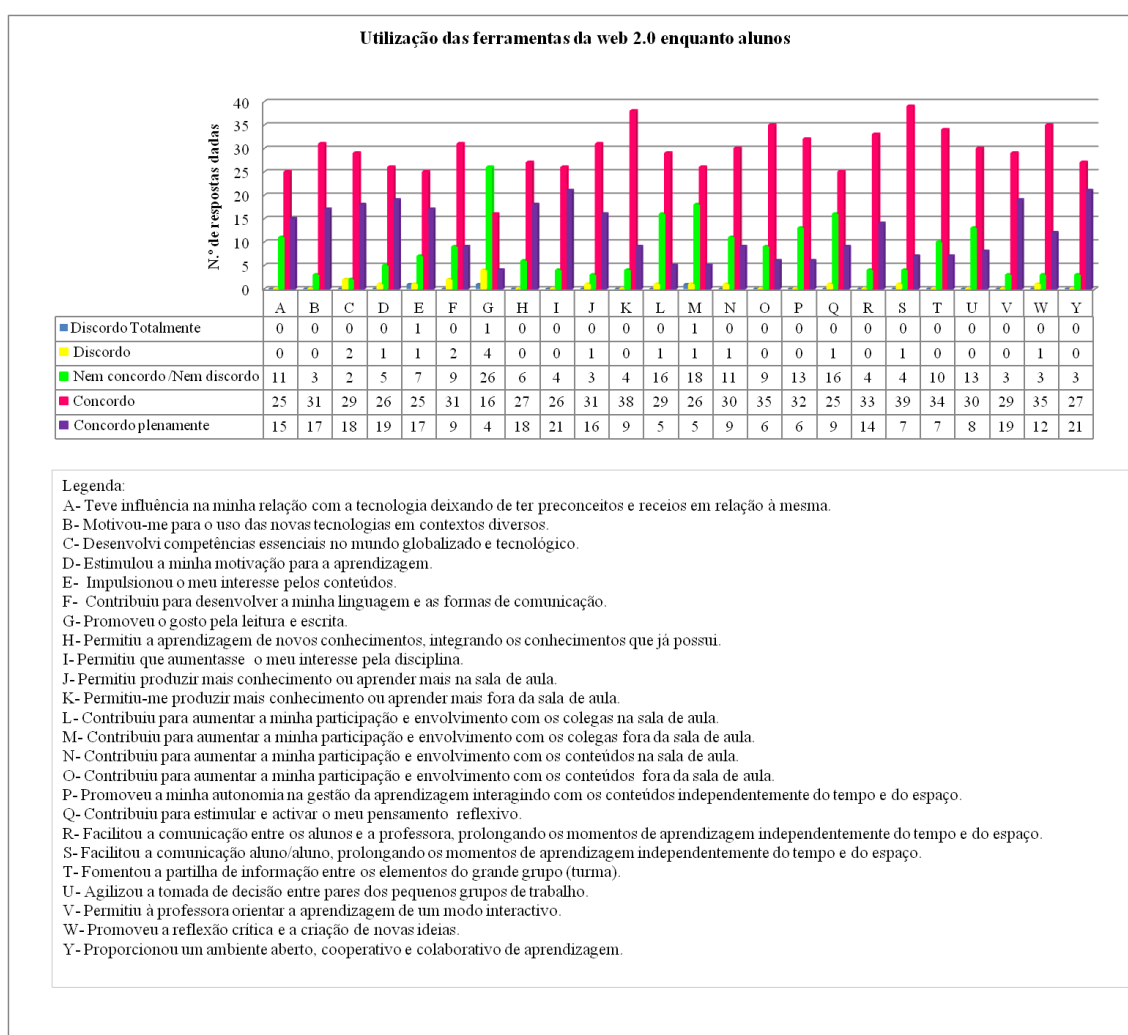 Utilização das ferramentas da web 2.0 enquanto alunos
N.º de respostas dadas
40
35
30
25
20
15
10
5
0
A B C D E F G H I J K L M N O P Q R S T U V W Y
Discordo Totalmente 0 0 0 0 1 0 1 0 0 0 0 0 1 0 0 0 0 0 0 0 0 0 0 0
Discordo 0 0 2 1 1 2 4 0 0 1 0 1 1 1 0 0 1 0 1 0 0 0 1 0
Nem concordo /Nem discordo 11 3 2 5 7 9 26 6 4 3 4 16 18 11 9 13 16 4 4 10 13 3 3 3
Concordo 25 31 29 26 25 31 16 27 26 31 38 29 26 30 35 32 25 33 39 34 30 29 35 27
Concordo plenamente 15 17 18 19 17 9 4 18 21 16 9 5 5 9 6 6 9 14 7 7 8 19 12 21
Legenda:
A- Teve influência na minha relação com a tecnologia deixando de ter preconceitos e receios em relação à mesma.
B- Motivou-me para o uso das novas tecnologias em contextos diversos.
C- Desenvolvi competências essenciais no mundo globalizado e tecnológico.
D- Estimulou a minha motivação para a aprendizagem.
E- Impulsionou o meu interesse pelos conteúdos.
F- Contribuiu para desenvolver a minha linguagem e as formas de comunicação.
G- Promoveu o gosto pela leitura e escrita.
H- Permitiu a aprendizagem de novos conhecimentos, integrando os conhecimentos que já possui.
I- Permitiu que aumentasse o meu interesse pela disciplina.
J- Permitiu produzir mais conhecimento ou aprender mais na sala de aula.
K- Permitiu-me produzir mais conhecimento ou aprender mais fora da sala de aula.
L- Contribuiu para aumentar a minha participação e envolvimento com os colegas na sala de aula.
M- Contribuiu para aumentar a minha participação e envolvimento com os colegas fora da sala de aula.
N- Contribuiu para aumentar a minha participação e envolvimento com os conteúdos na sala de aula.
O- Contribuiu para aumentar a minha participação e envolvimento com os conteúdos fora da sala de aula.
P- Promoveu a minha autonomia na gestão da aprendizagem interagindo com os conteúdos independentemente do tempo e do espaço.
Q- Contribuiu para estimular e activar o meu pensamento reflexivo.
R- Facilitou a comunicação entre os alunos e a professora, prolongando os momentos de aprendizagem independentemente do tempo e do espaço.
S- Facilitou a comunicação aluno/aluno, prolongando os momentos de aprendizagem independentemente do tempo e do espaço.
T- Fomentou a partilha de informação entre os elementos do grande grupo (turma).
U- Agilizou a tomada de decisão entre pares dos pequenos grupos de trabalho.
V- Permitiu à professora orientar a aprendizagem de um modo interactivo.
W- Promoveu a reflexão crítica e a criação de novas ideias.
Y- Proporcionou um ambiente aberto, cooperativo e colaborativo de aprendizagem.